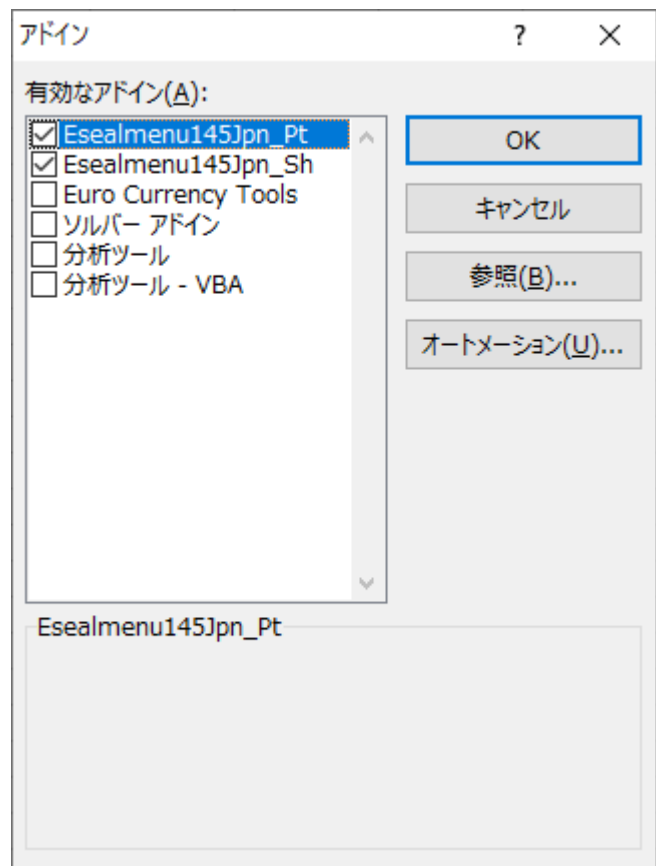 アドイン
?
×
有効なアドイン(A):
Esealmenu145Jpn_Pt
Esealmenu145Jpn_Sh
Euro Currency Tools
ソルバー アドイン
分析ツール
分析ツール - VBA
OK
キャンセル
参照(B)...
オートメーション(U)...
Esealmenu145Jpn_Pt